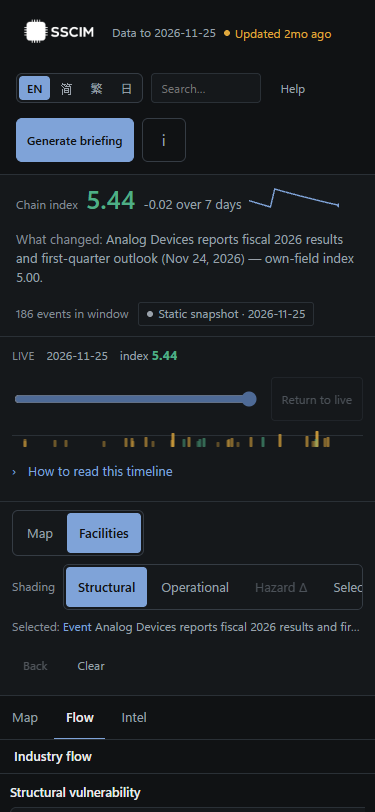 SSCIM Data to 2026-11-25 Updated 2mo ago
EN 简 繁 日 Search... Help
Generate briefing i
Chain index 5.44 -0.02 over 7 days
What changed: Analog Devices reports fiscal 2026 results
and first-quarter outlook (Nov 24, 2026) — own-field index
5.00.
186 events in window Static snapshot · 2026-11-25
LIVE 2026-11-25 index 5.44
Return to live
› How to read this timeline
Map Facilities
Shading Structural Operational Hazard Δ Selec
Selected: Event Analog Devices reports fiscal 2026 results and fir...
Back Clear
Map Flow Intel
Industry flow
Structural vulnerability